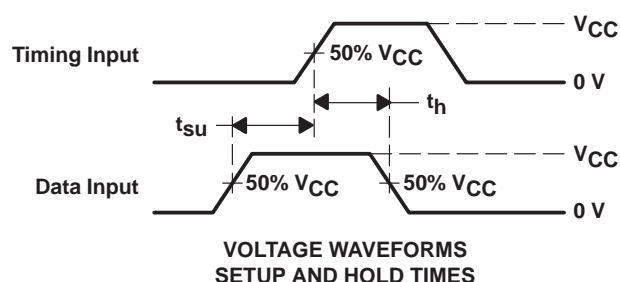 VCC
Timing Input
50% VCC
0 V
th
tsu
VCC
Data Input
50% VCC
50% VCC
0 V
VOLTAGE WAVEFORMS
SETUP AND HOLD TIMES